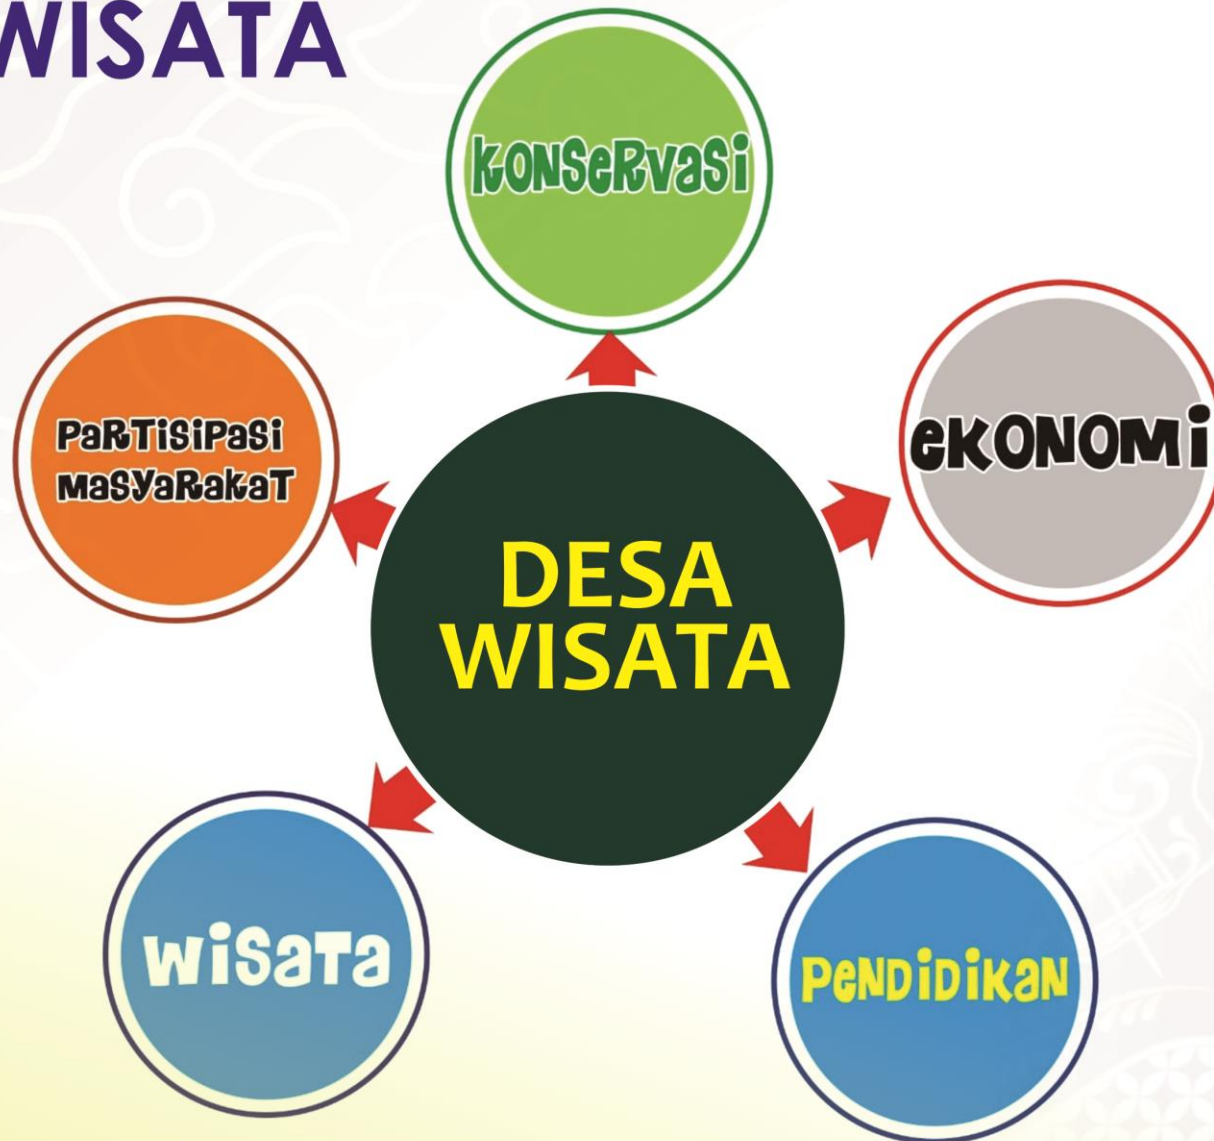 WISATA
KONSERVASI
PARTISIPASI
MASYARAKAT
EKONOMI
DESA
WISATA
WISATA
PENDIDIKAN